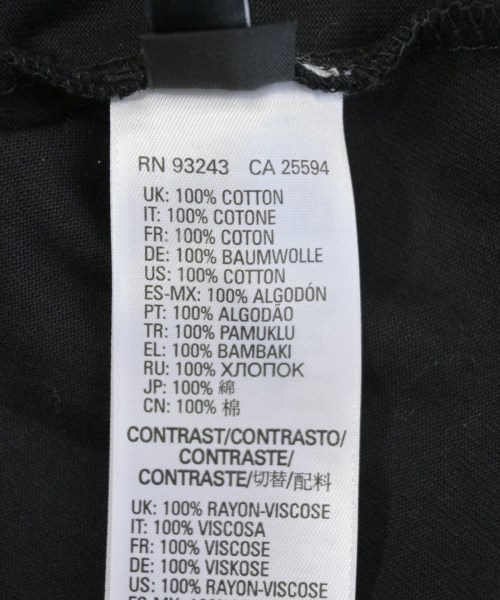 RN 93243 CA 25594
UK: 100% COTTON
IT: 100% COTONE
FR: 100% COTON
DE: 100% BAUMWOLLE
US: 100% COTTON
ES-MX: 100% ALGODÓN
PT: 100% ALGODÃO
TR: 100% PAMUKLU
EL: 100% BAMBAKI
RU: 100% ХЛОПОК
JP: 100% 綿
CN: 100% 棉
CONTRAST/CONTRASTO/
CONTRASTE/
CONTRASTE/切替/配料
UK: 100% RAYON-VISCOSE
IT: 100% VISCOSA
FR: 100% VISCOSE
DE: 100% VISKOSE
US: 100% RAYON-VISCOSE